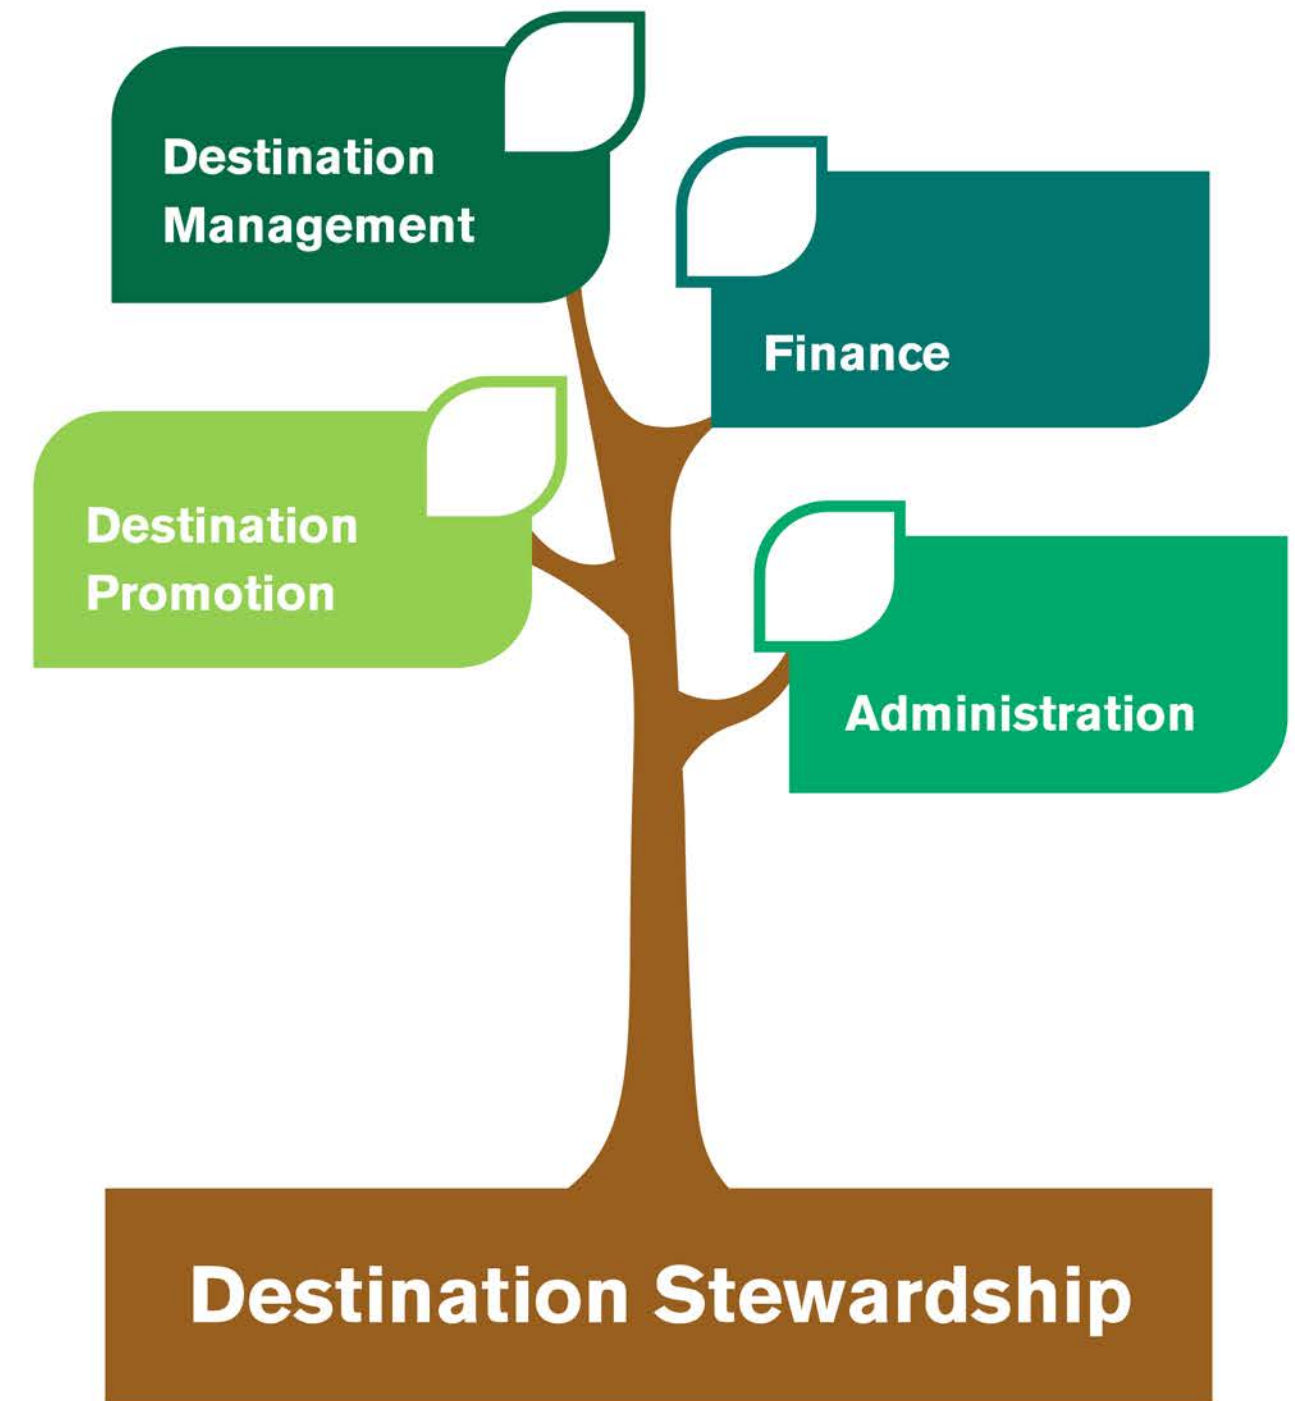 Destination
Management
Finance
Destination
Promotion
Administration
Destination Stewardship